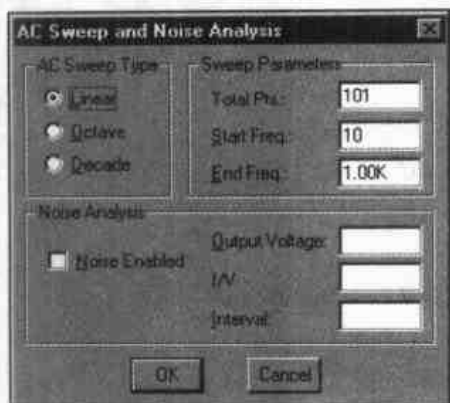 AC Sweep and Noise Analysis
AC Sweep Type
Linear
Octave
Decade
Sweep Parameters
Total Pts.: 101
Start Freq.: 10
End Freq.: 1.00K
Noise Analysis
Noise Enabled
Output Voltage:
I/V
Interval:
OK
Cancel